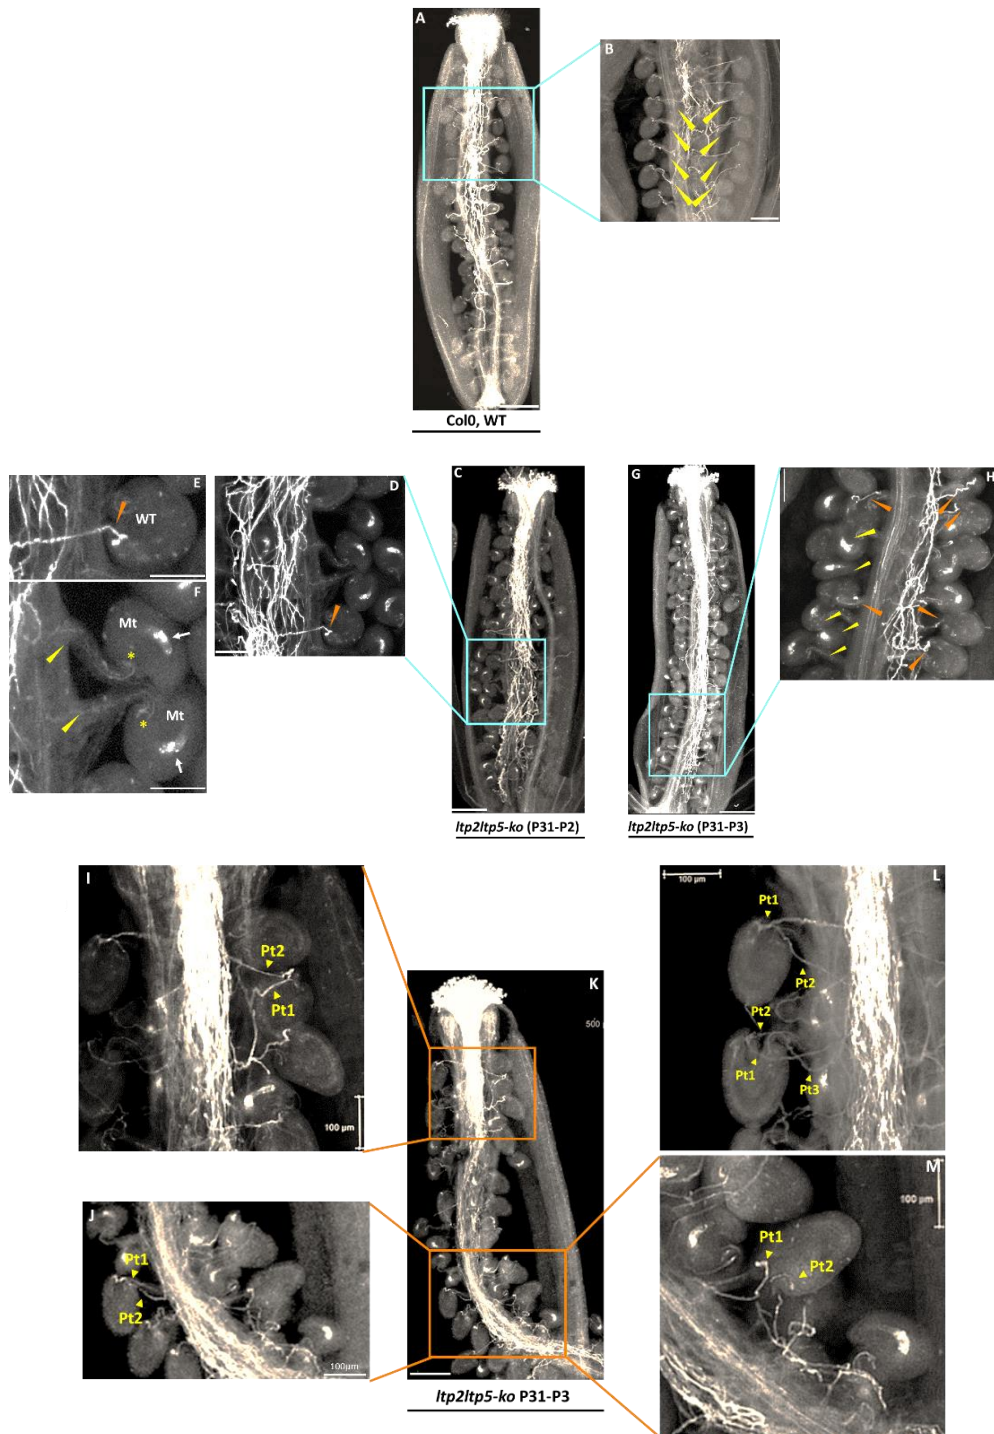 A
B
Col0, WT
E
WT
D
C
G
H
F
Mt
*
Mt
*
ltp2ltp5-ko (P31-P2)
ltp2ltp5-ko (P31-P3)
I
Pt2
Pt1
100 µm
K
500 µ
L
100 µm
Pt1
Pt2
Pt2
Pt1
Pt3
J
Pt1
Pt2
100µm
M
100 µm
Pt1
Pt2
ltp2ltp5-ko P31-P3